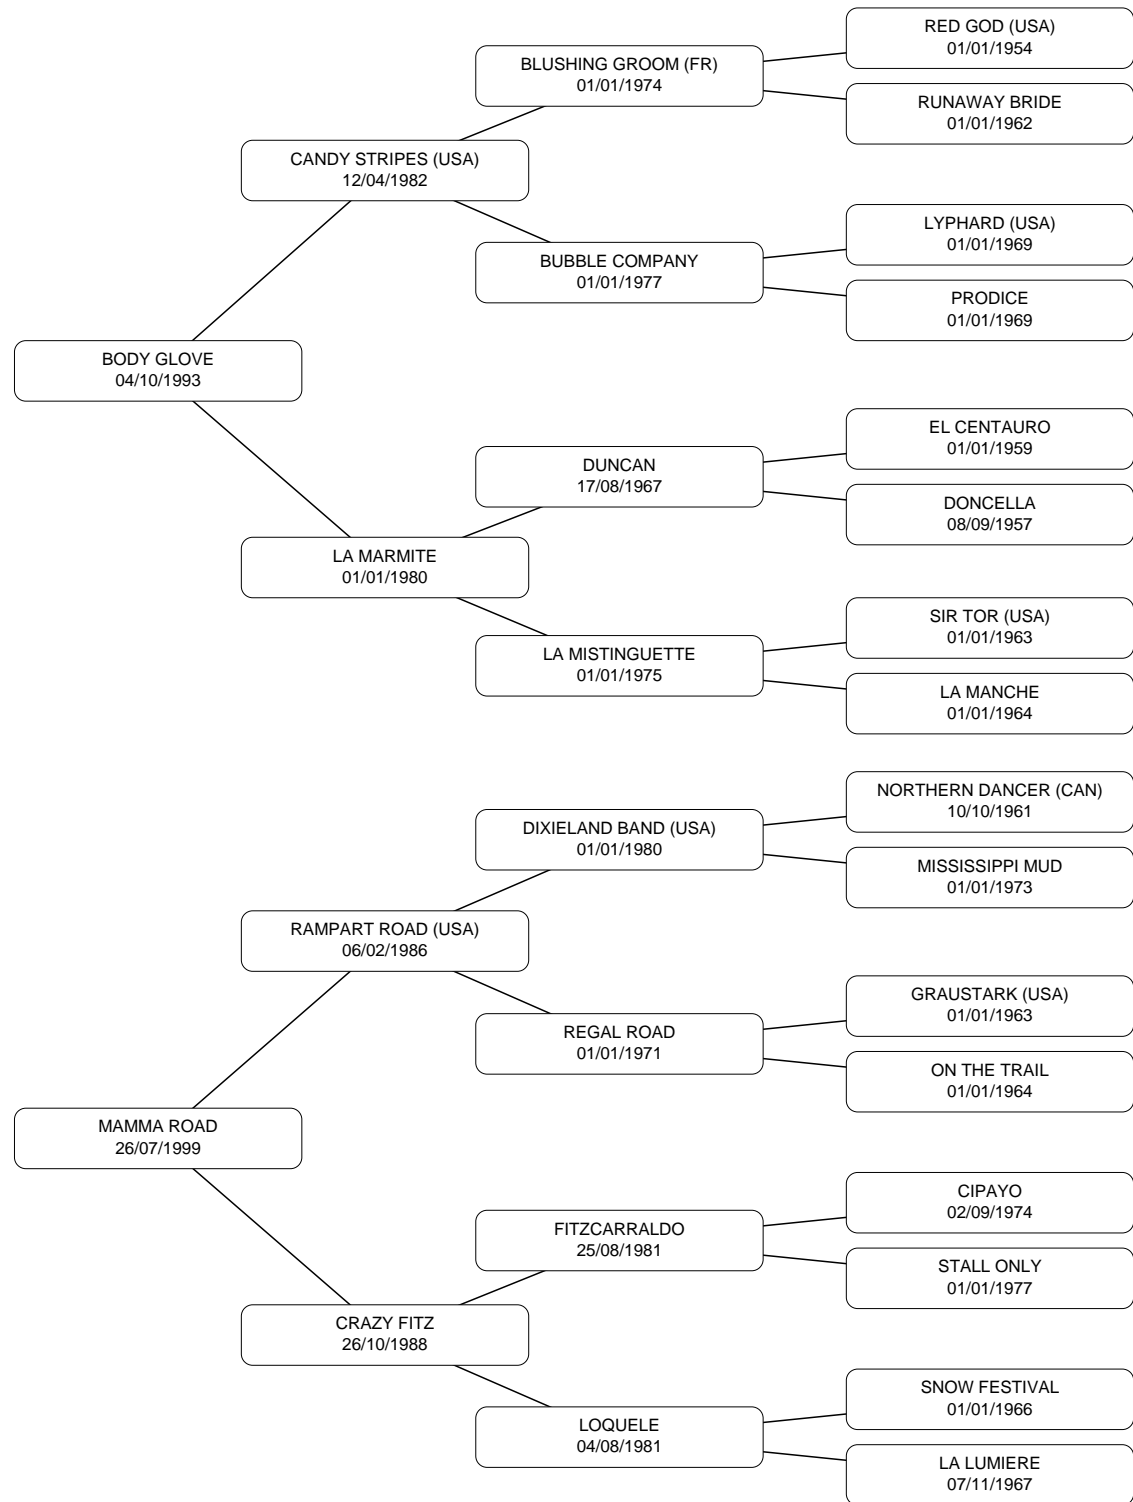 RED GOD (USA)
01/01/1954
BLUSHING GROOM (FR)
01/01/1974
RUNAWAY BRIDE
01/01/1962
CANDY STRIPES (USA)
12/04/1982
LYPHARD (USA)
01/01/1969
BUBBLE COMPANY
01/01/1977
PRODICE
01/01/1969
BODY GLOVE
04/10/1993
EL CENTAURO
01/01/1959
DUNCAN
17/08/1967
DONCELLA
08/09/1957
LA MARMITE
01/01/1980
SIR TOR (USA)
01/01/1963
LA MISTINGUETTE
01/01/1975
LA MANCHE
01/01/1964
NORTHERN DANCER (CAN)
10/10/1961
DIXIELAND BAND (USA)
01/01/1980
MISSISSIPPI MUD
01/01/1973
RAMPART ROAD (USA)
06/02/1986
GRAUSTARK (USA)
01/01/1963
REGAL ROAD
01/01/1971
ON THE TRAIL
01/01/1964
MAMMA ROAD
26/07/1999
CIPAYO
02/09/1974
FITZCARRALDO
25/08/1981
STALL ONLY
01/01/1977
CRAZY FITZ
26/10/1988
SNOW FESTIVAL
01/01/1966
LOQUELE
04/08/1981
LA LUMIERE
07/11/1967